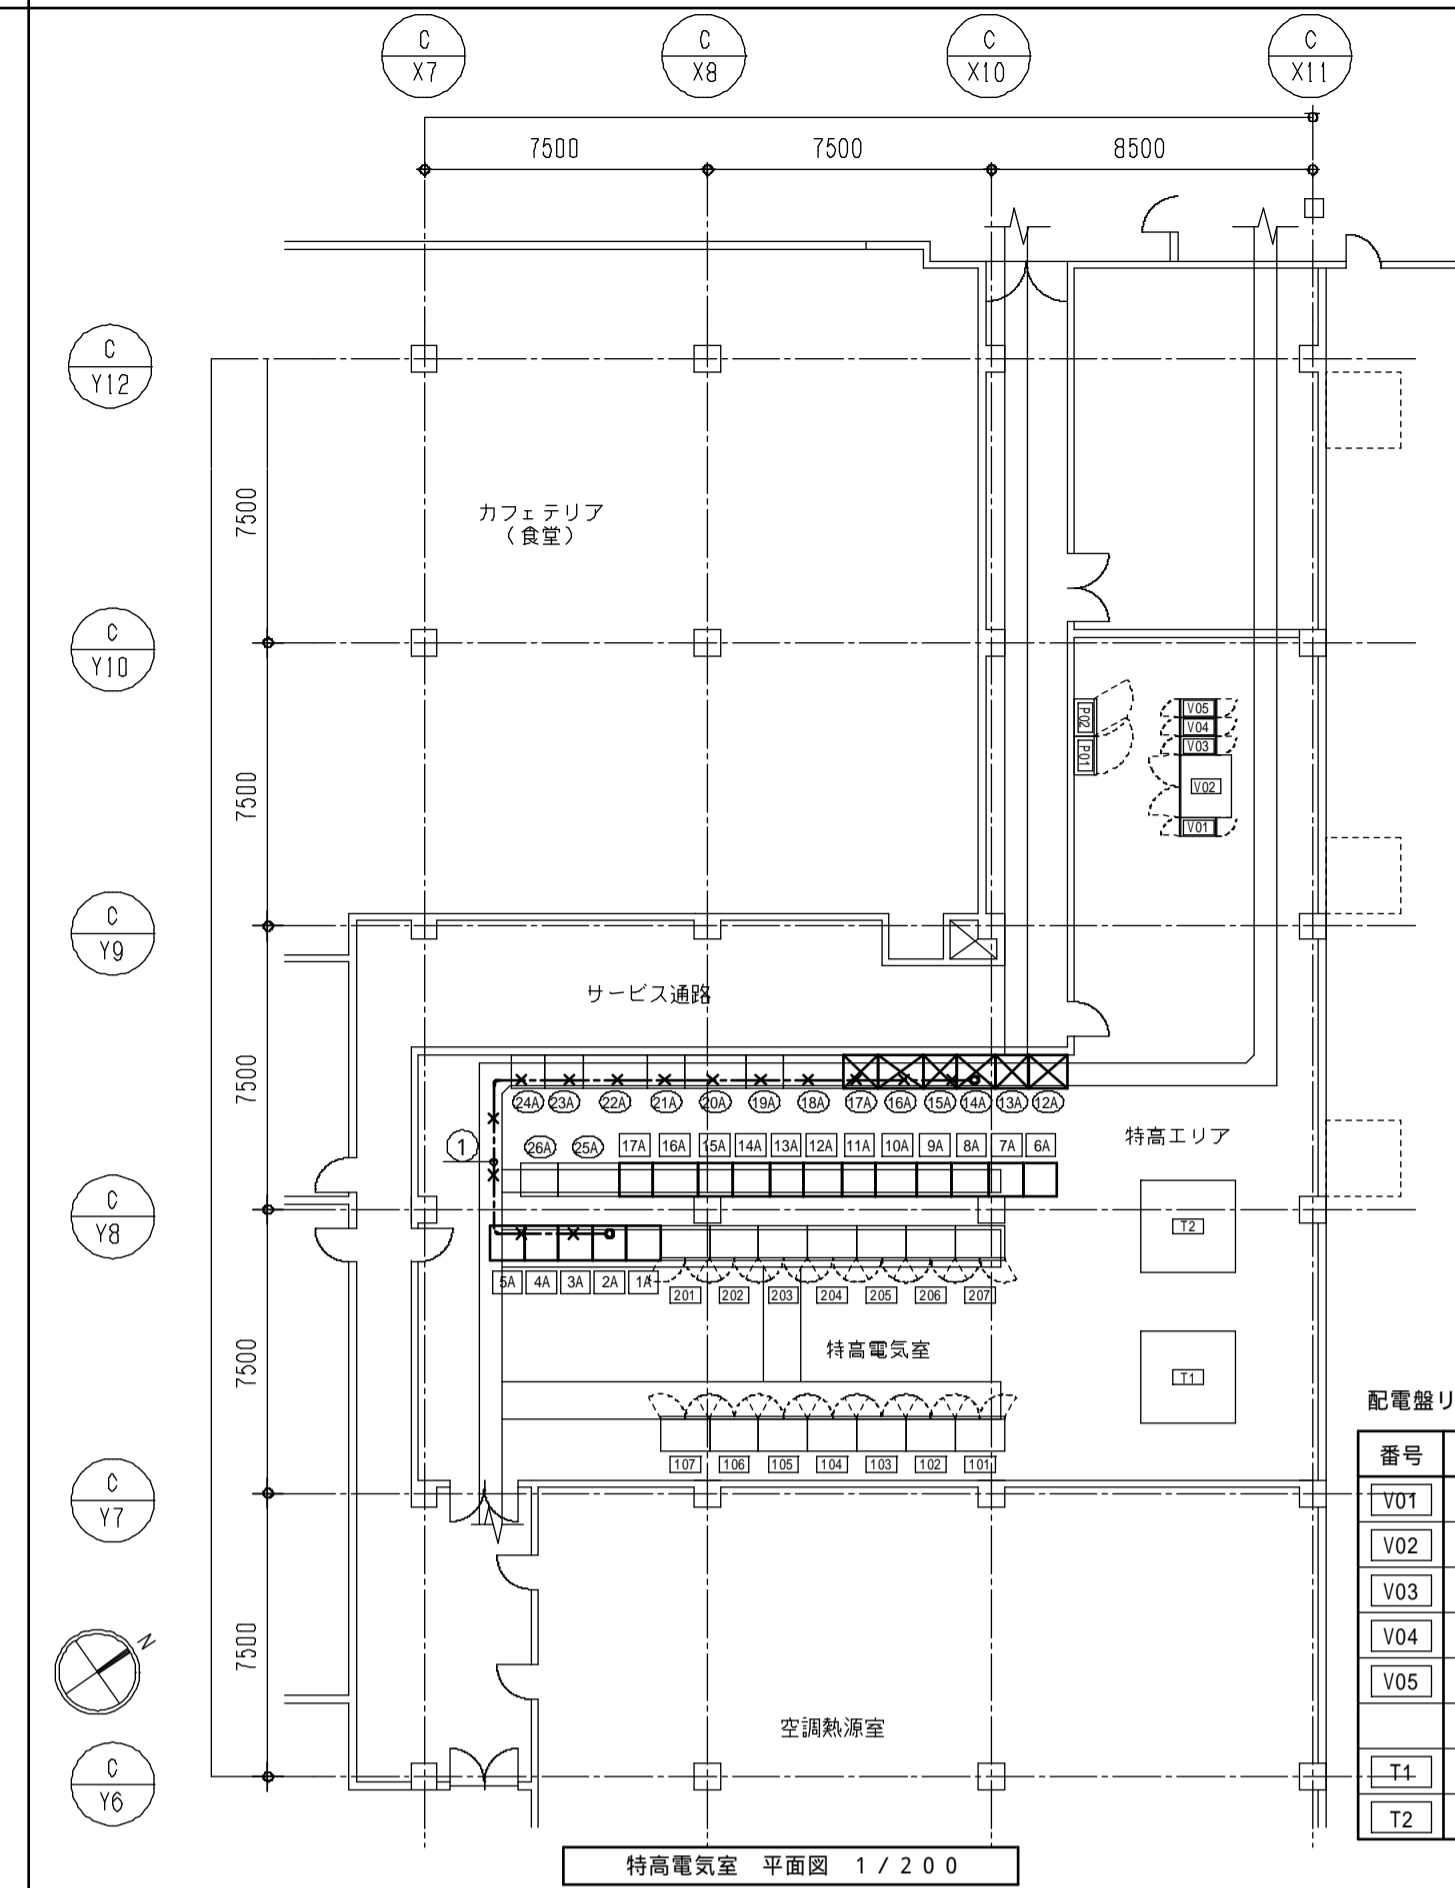 C
X7
C
X8
C
X10
C
X11
7500
7500
8500
C
Y12
7500
カフェテリア
(食堂)
C
Y10
7500
P02
P01
V05
V04
V03
V02
V01
C
Y9
サービス通路
7500
24A 23A 22A 21A 20A 19A 18A 17A 16A 15A 14A 13A 12A
1
26A 25A 17A 16A 15A 14A 13A 12A 11A 10A 9A 8A 7A 6A
特高エリア
C
Y8
T2
5A 4A 3A 2A 1A
201 202 203 204 205 206 207
7500
特高電気室
T1
107 106 105 104 103 102 101
C
Y7
7500
N
空調熱源室
C
Y6
配電盤リ
番号
V01
V02
V03
V04
V05
T1
T2
特高電気室 平面図 1/200